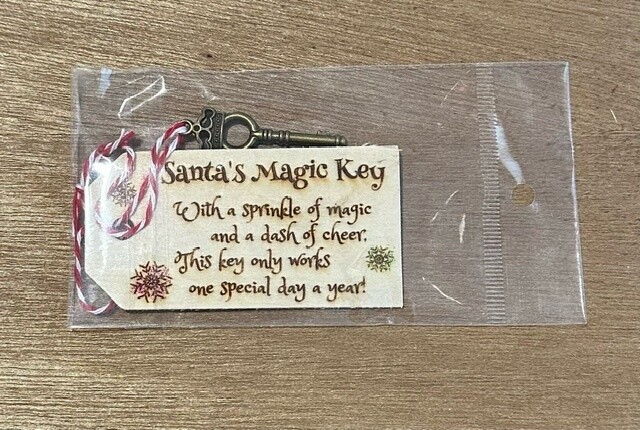 Santa's Magic Key
With a sprinkle of magic
and a dash of cheer,
This key only works
one special day a year!